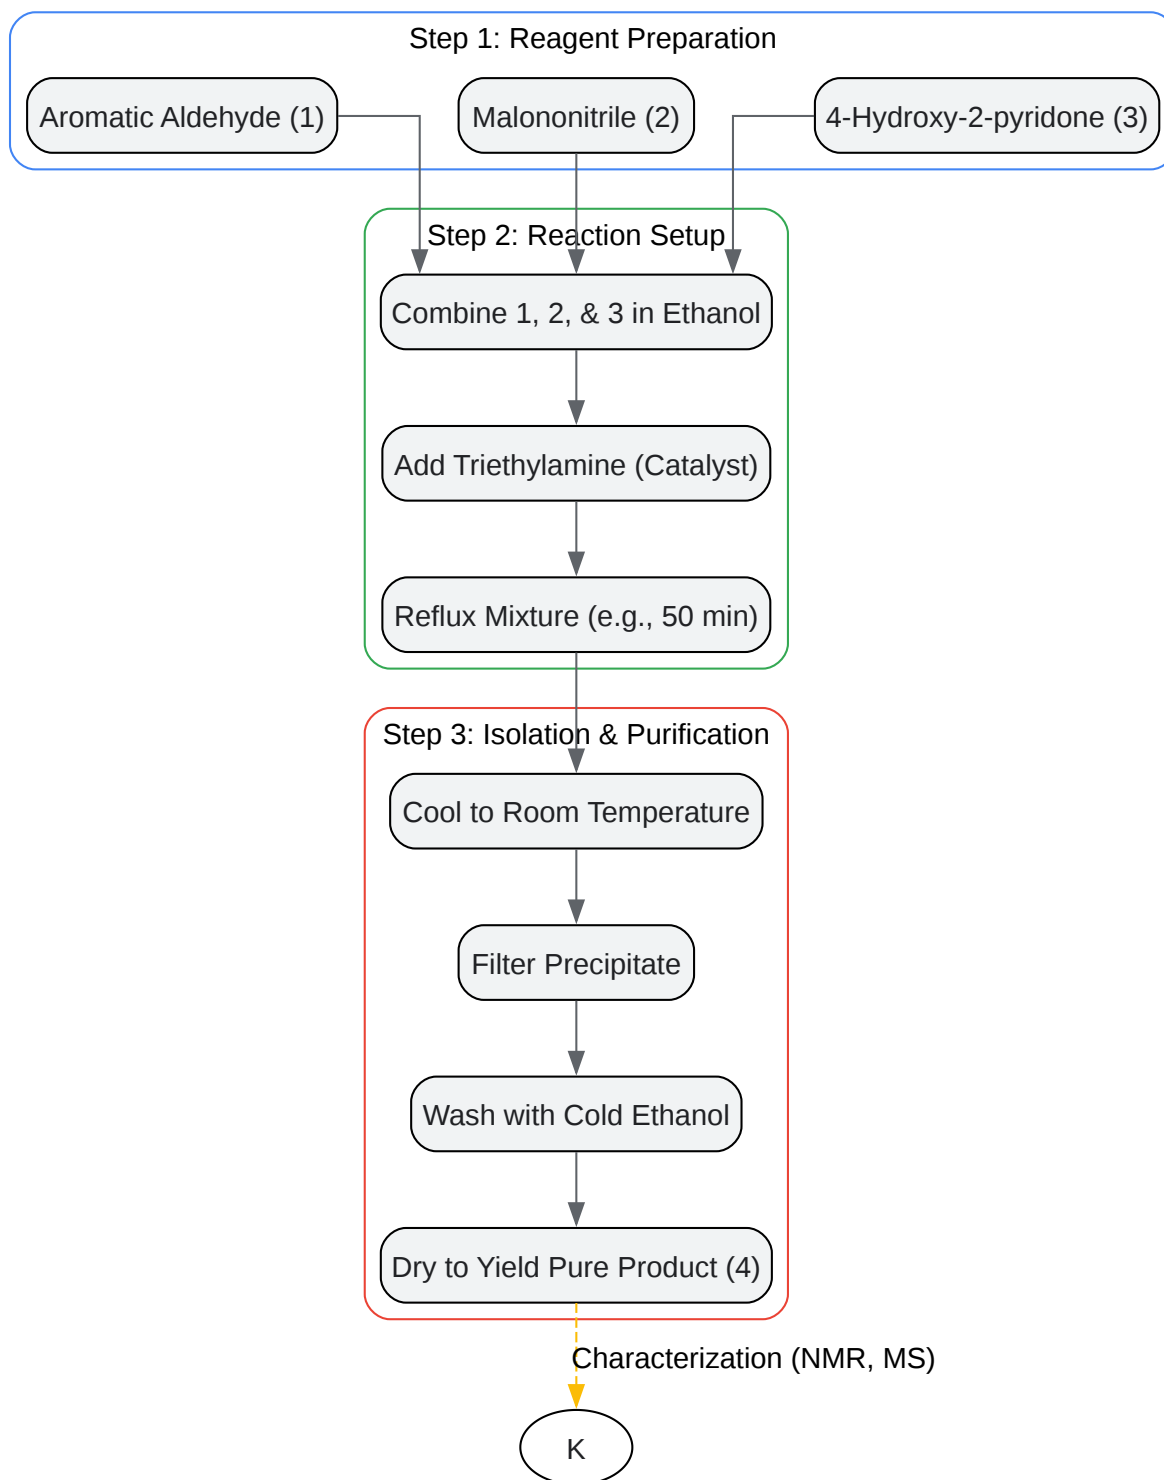 Step 1: Reagent Preparation
Aromatic Aldehyde (1)
Malononitrile (2)
4-Hydroxy-2-pyridone (3)
Step 2: Reaction Setup
Combine 1, 2, & 3 in Ethanol
Add Triethylamine (Catalyst)
Reflux Mixture (e.g., 50 min)
Step 3: Isolation & Purification
Cool to Room Temperature
Filter Precipitate
Wash with Cold Ethanol
Dry to Yield Pure Product (4)
Characterization (NMR, MS)
K